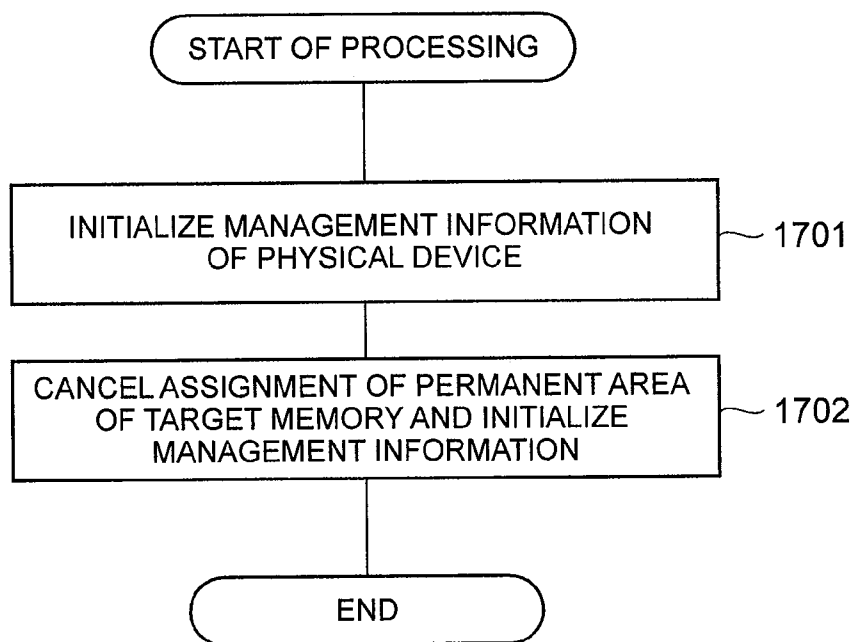 START OF PROCESSING
INITIALIZE MANAGEMENT INFORMATION
OF PHYSICAL DEVICE
1701
CANCEL ASSIGNMENT OF PERMANENT AREA
OF TARGET MEMORY AND INITIALIZE
MANAGEMENT INFORMATION
1702
END